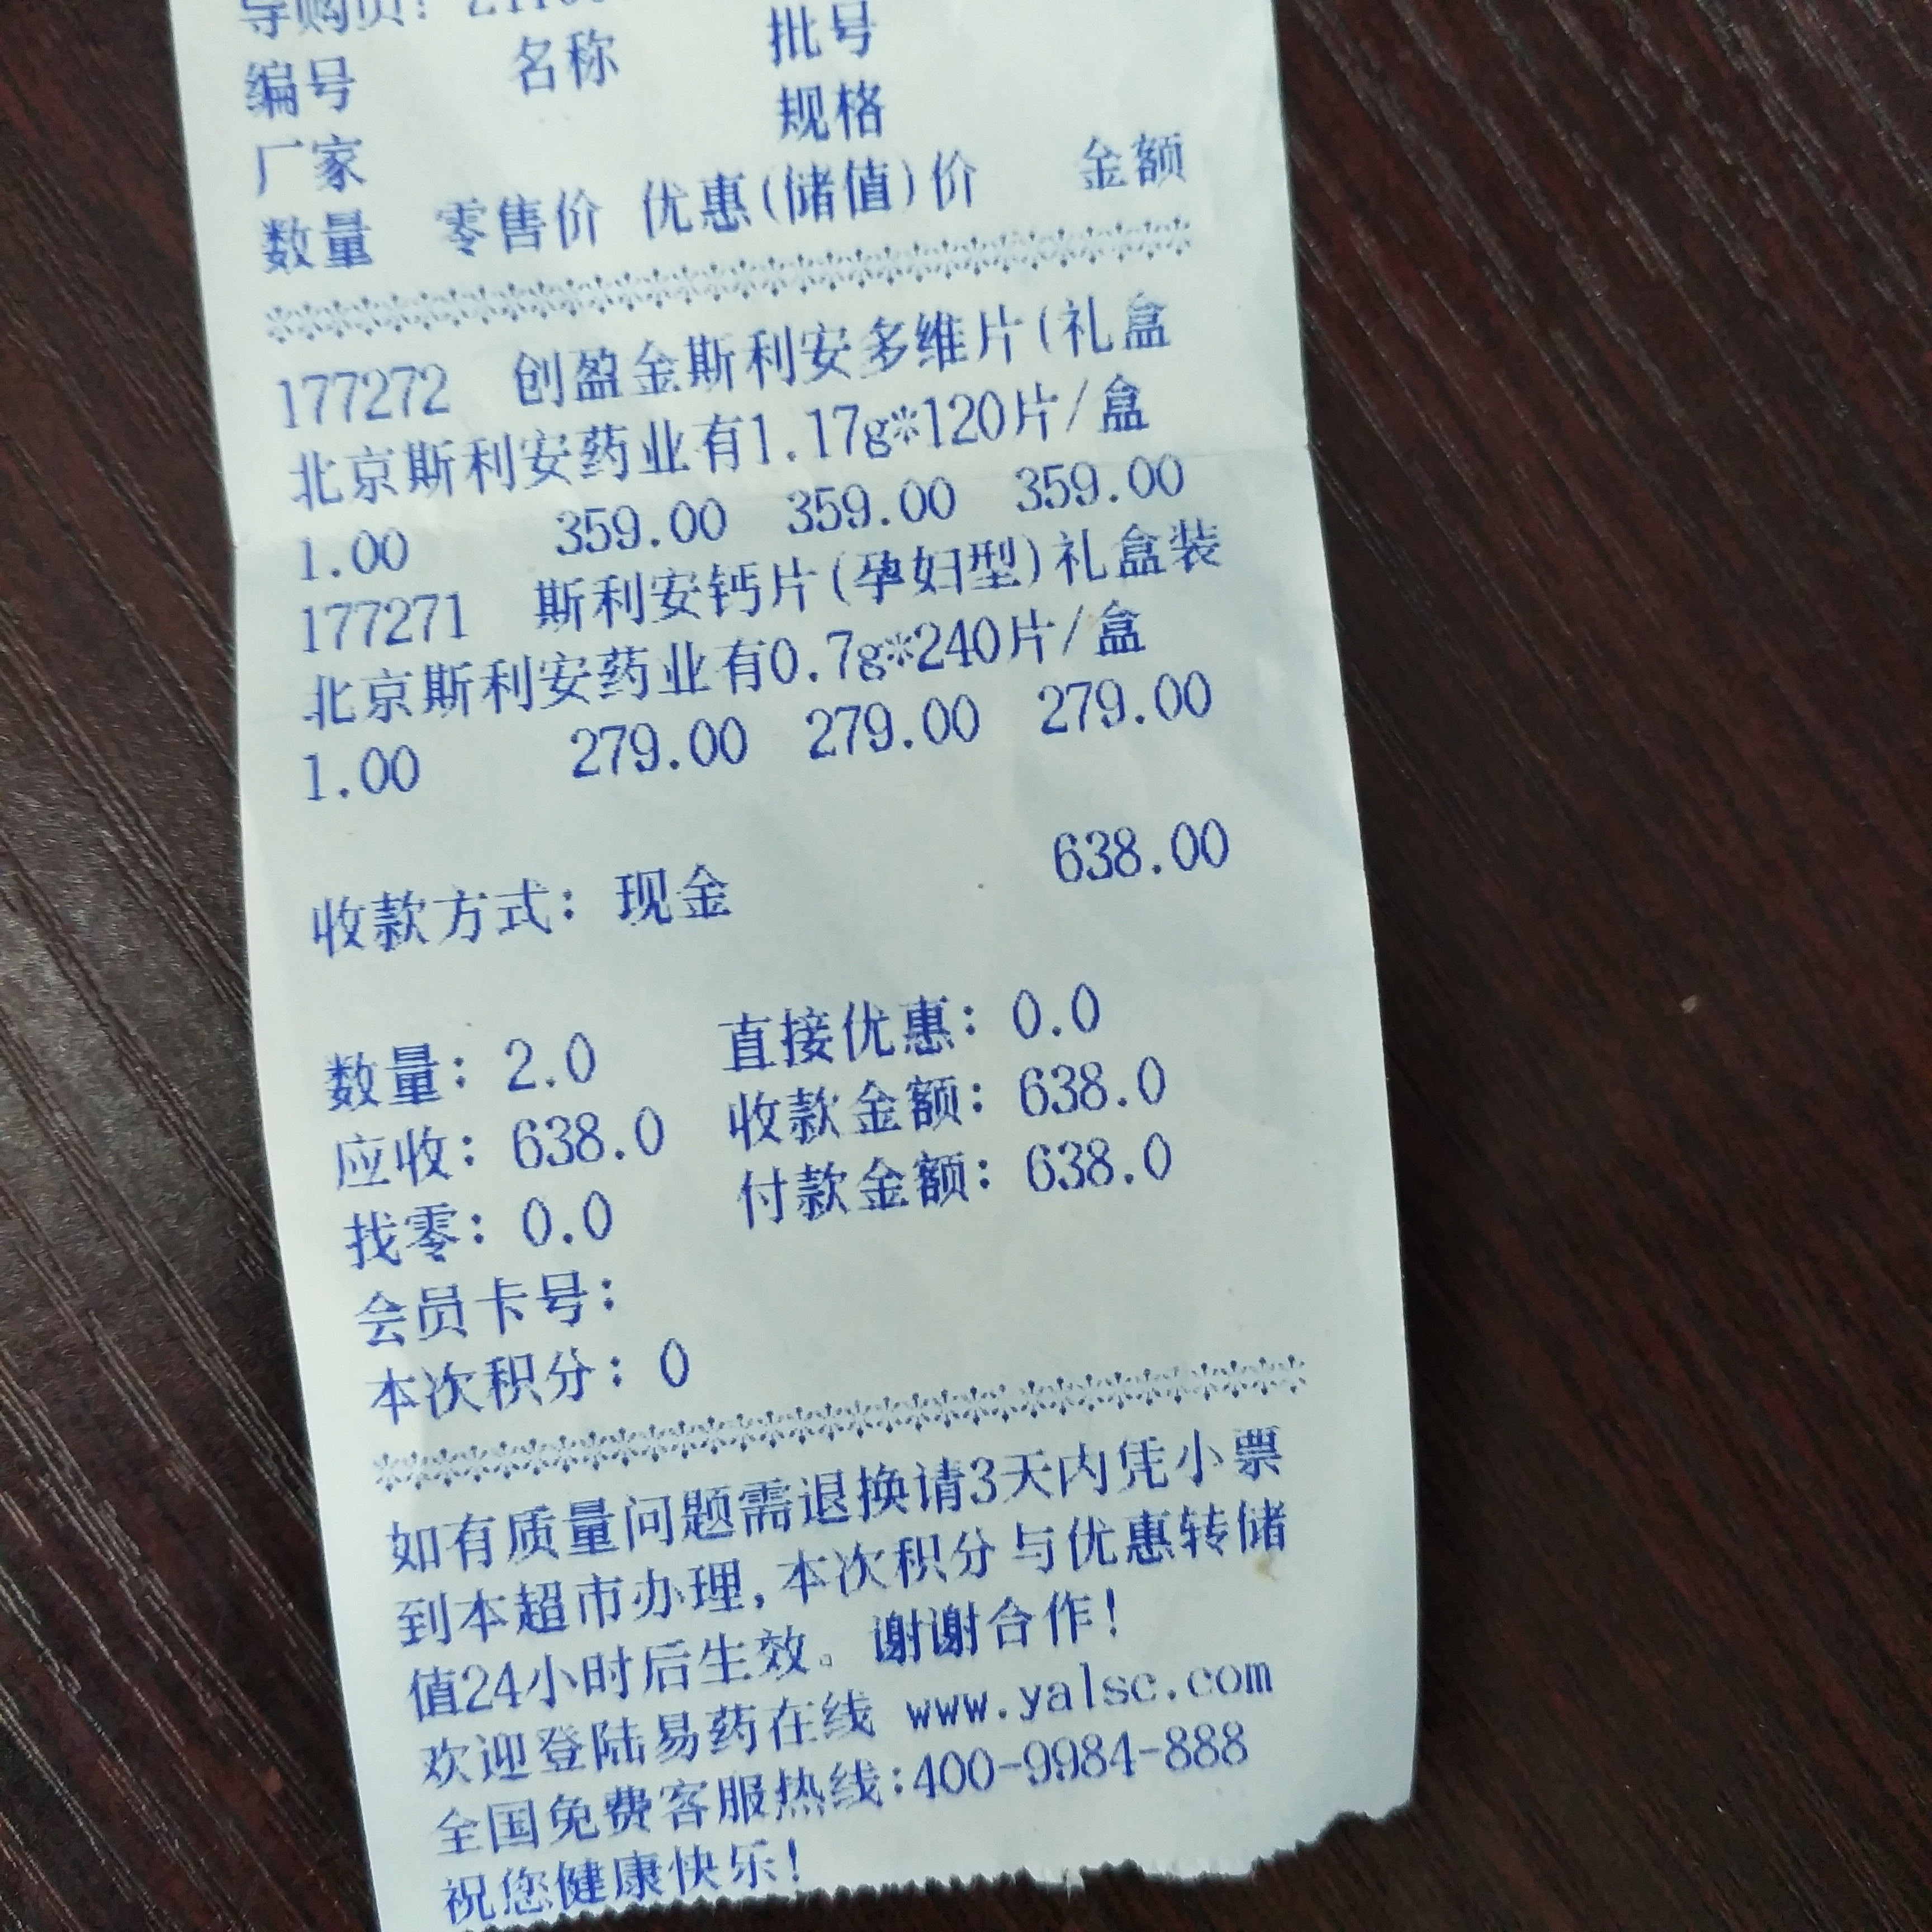 导购员:
编号 名称 批号
厂家 规格
数量 零售价 优惠(储值)价 金额
177272 创盈金斯利安多维片(礼盒
北京斯利安药业有1.17g*120片/盒
1.00 359.00 359.00 359.00
177271 斯利安钙片(孕妇型)礼盒装
北京斯利安药业有0.7g*240片/盒
1.00 279.00 279.00 279.00
收款方式: 现金 638.00
数量: 2.0 直接优惠: 0.0
应收: 638.0 收款金额: 638.0
找零: 0.0 付款金额: 638.0
会员卡号:
本次积分: 0
如有质量问题需退换请3天内凭小票
到本超市办理,本次积分与优惠转储
值24小时后生效。谢谢合作!
欢迎登陆易药在线 www.yalsc.com
全国免费客服热线:400-9984-888
祝您健康快乐!